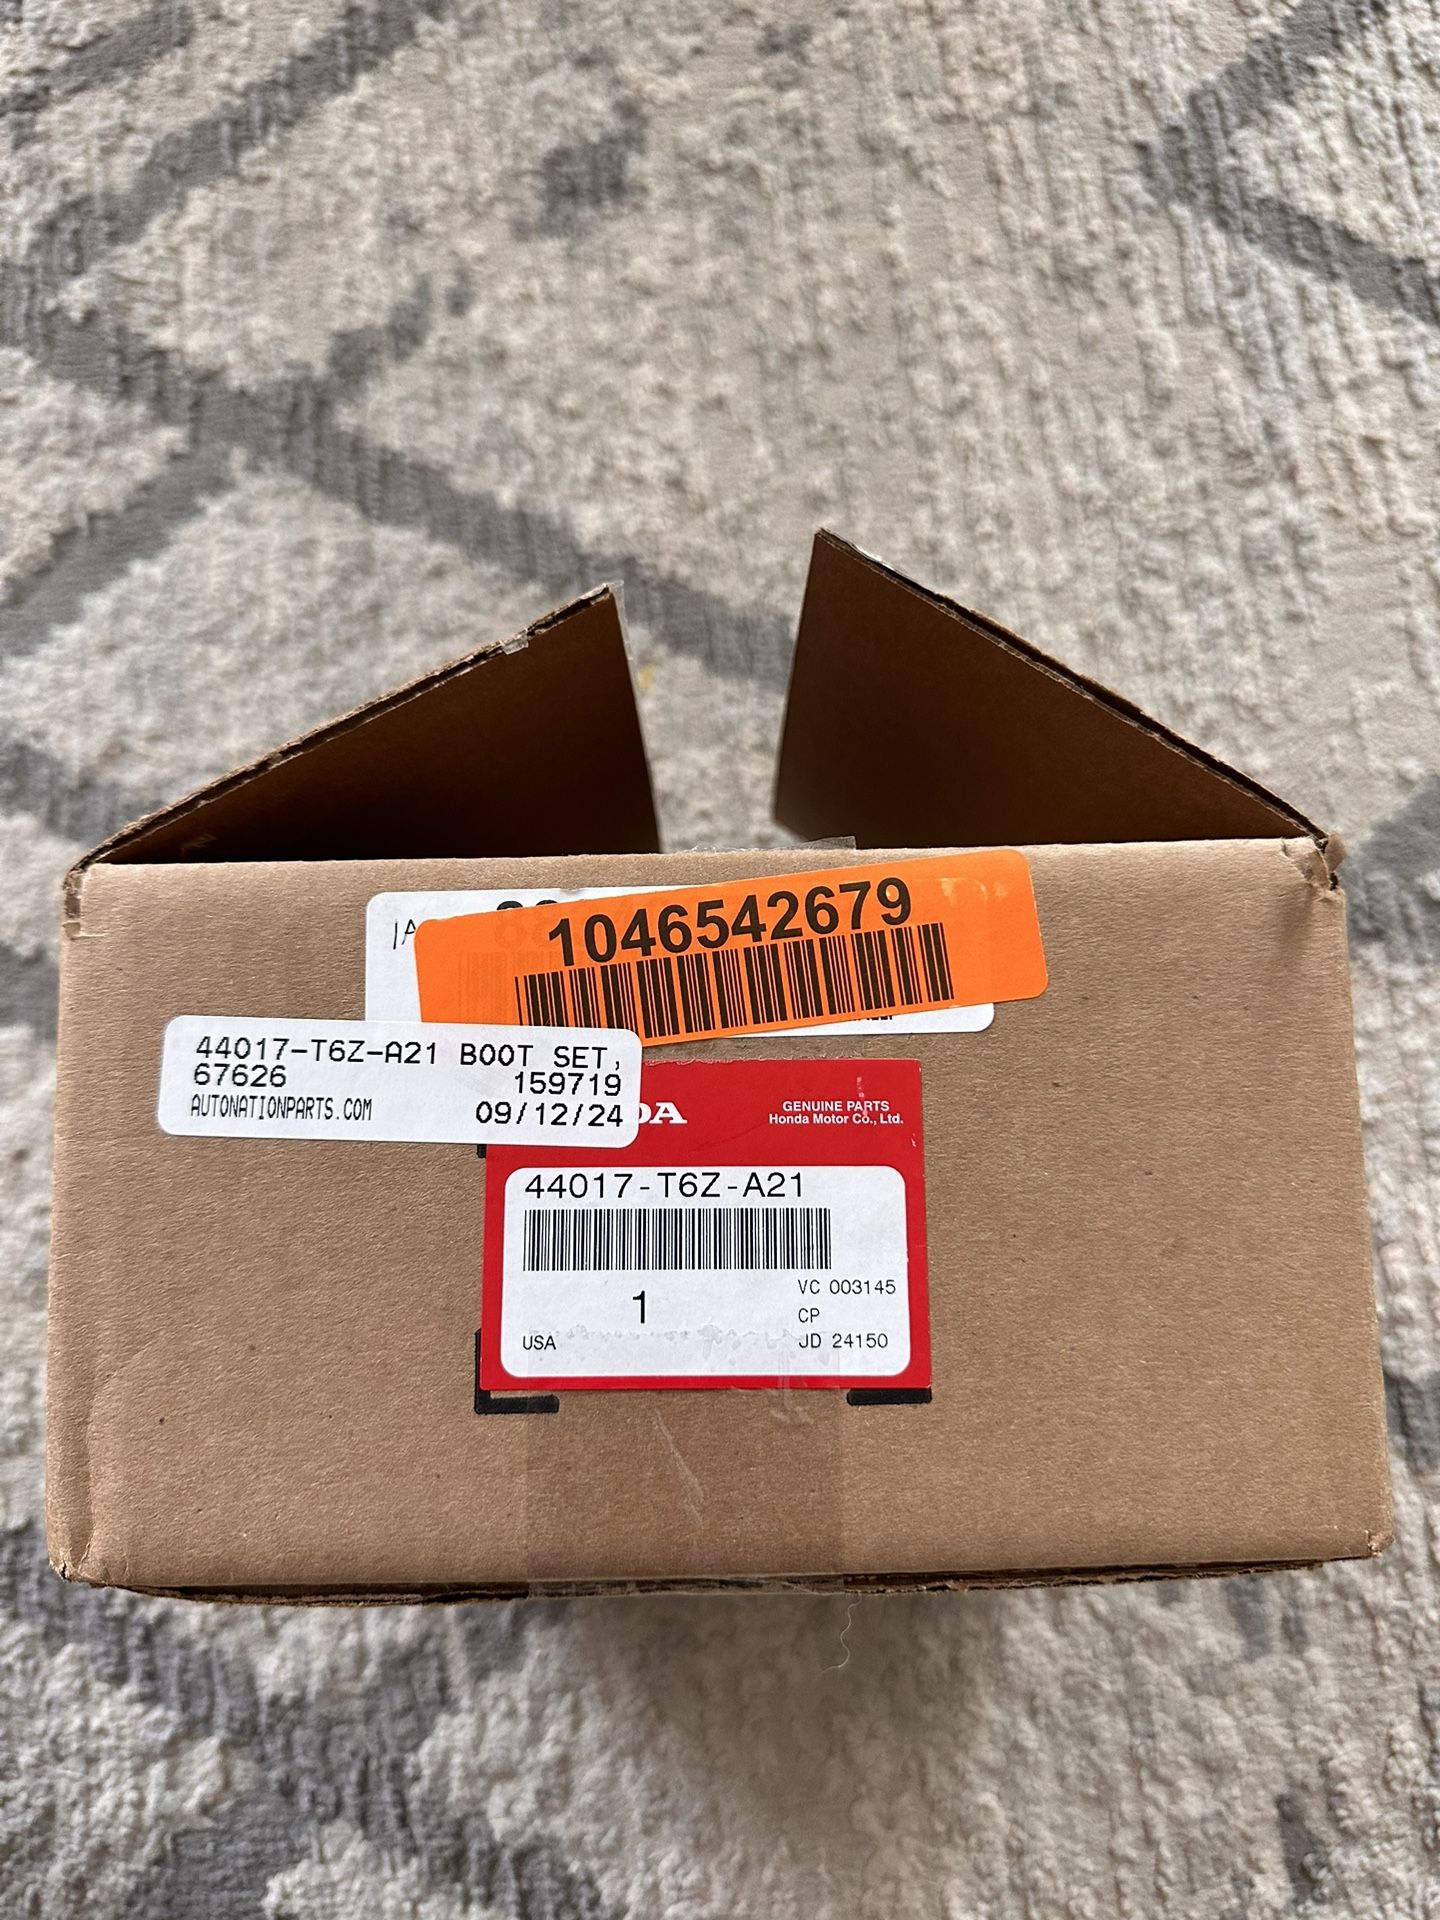 1046542679
44017-T6Z-A21 BOOT SET,
67626 159719
AUTONATIONPARTS.COM 09/12/24
GENUINE PARTS
Honda Motor Co., Ltd.
44017-T6Z-A21
1
VC 003145
CP
USA JD 24150